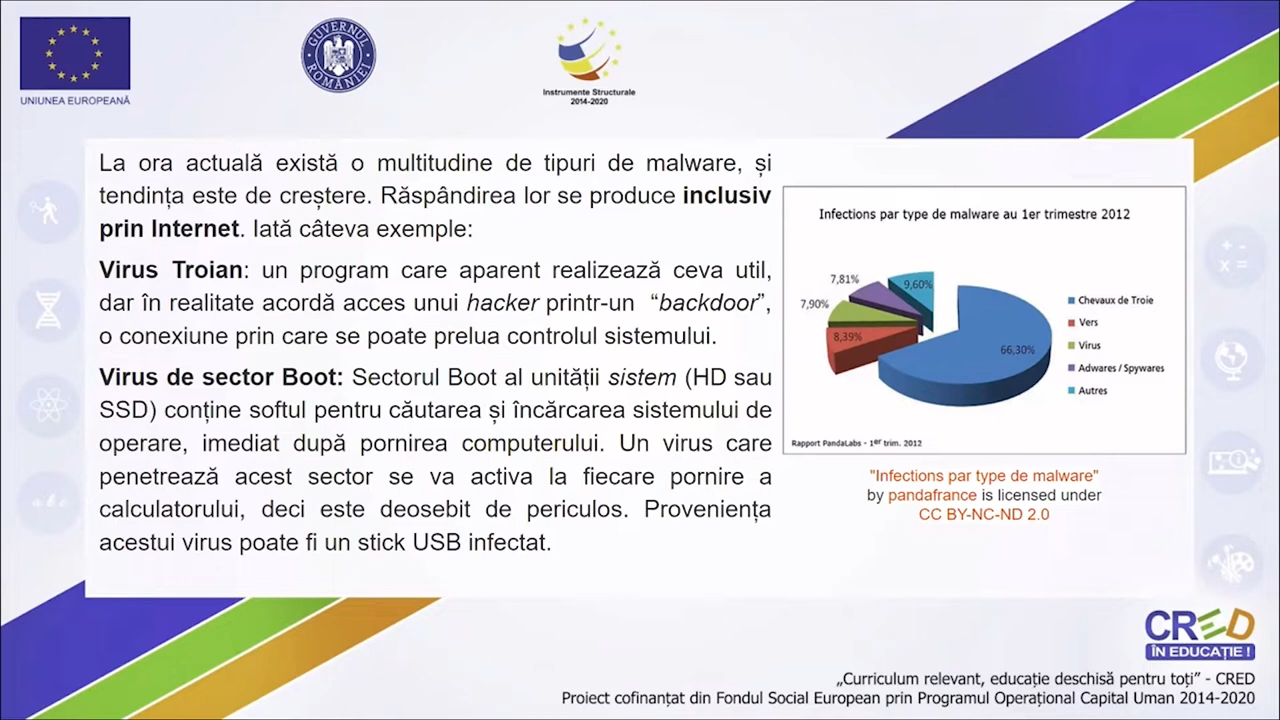 UNIUNEA EUROPEANĂ
GUVERNUL ROMÂNIEI
Instrumente Structurale
2014-2020
La ora actuală există o multitudine de tipuri de malware, și
tendința este de creștere. Răspândirea lor se produce inclusiv
prin Internet. Iată câteva exemple:
Virus Troian: un program care aparent realizează ceva util,
dar în realitate acordă acces unui hacker printr-un “backdoor”,
o conexiune prin care se poate prelua controlul sistemului.
Virus de sector Boot: Sectorul Boot al unității sistem (HD sau
SSD) conține softul pentru căutarea și încărcarea sistemului de
operare, imediat după pornirea computerului. Un virus care
penetrează acest sector se va activa la fiecare pornire a
calculatorului, deci este deosebit de periculos. Proveniența
acestui virus poate fi un stick USB infectat.
Infections par type de malware au 1er trimestre 2012
7,81%
9,60%
7,90%
8,39%
66,30%
Chevaux de Troie
Vers
Virus
Adwares / Spywares
Autres
Rapport PandaLabs - 1er trim. 2012
"Infections par type de malware"
by pandafrance is licensed under
CC BY-NC-ND 2.0
+ -
x =
abc
CRED
ÎN EDUCAȚIE !
„Curriculum relevant, educație deschisă pentru toți” - CRED
Proiect cofinanțat din Fondul Social European prin Programul Operațional Capital Uman 2014-2020